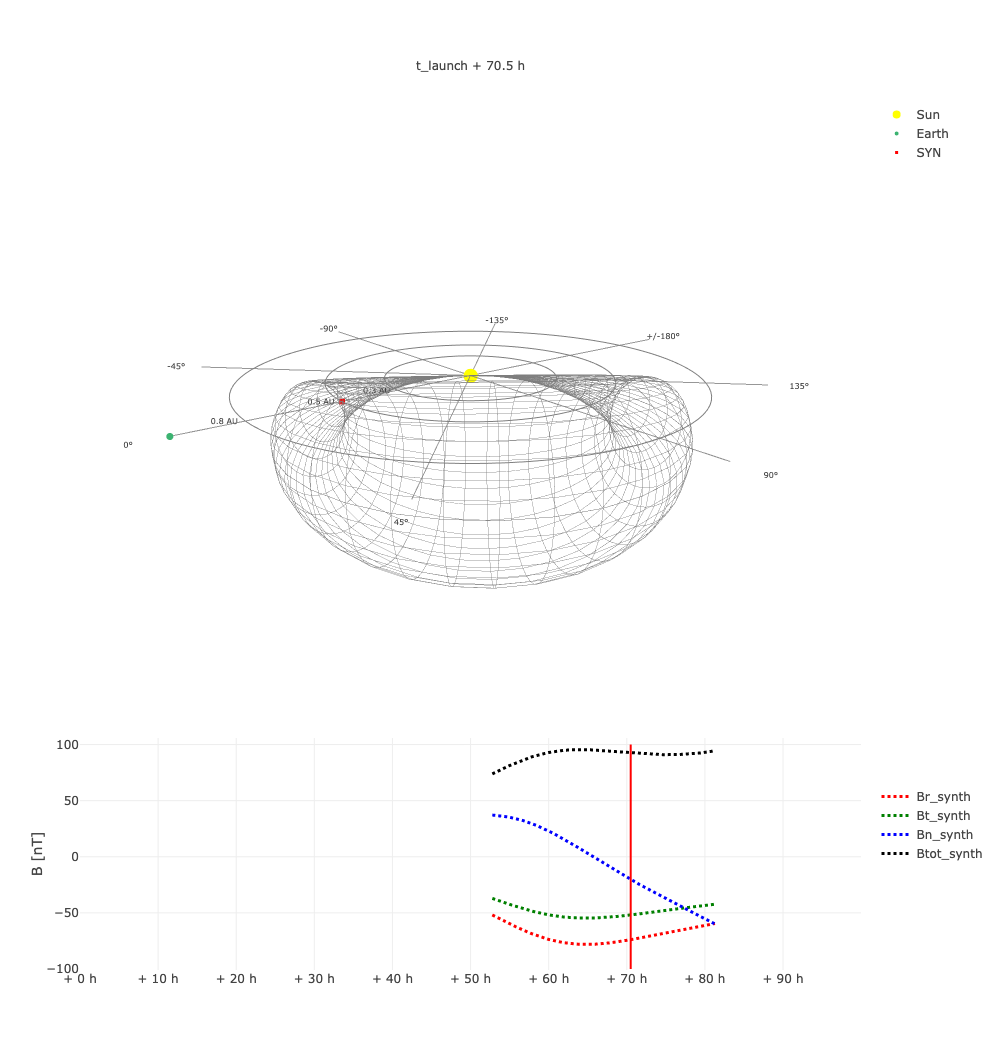 t_launch + 70.5 h
Sun
Earth
SYN
-135°
-90°
+/-180°
-45°
135°
0.3 AU
0.5 AU
0.8 AU
0°
90°
45°
100
50
0
−50
−100
B [nT]
+ 0 h
+ 10 h
+ 20 h
+ 30 h
+ 40 h
+ 50 h
+ 60 h
+ 70 h
+ 80 h
+ 90 h
Br_synth
Bt_synth
Bn_synth
Btot_synth